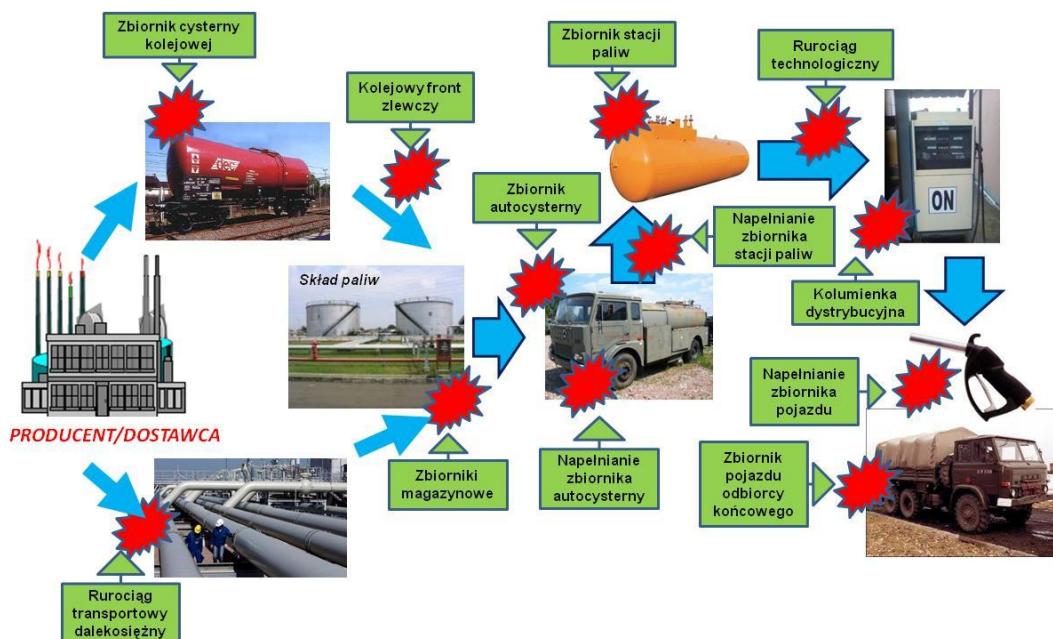 Zbiornik cysterny
kolejowej
Kolejowy front
zlewczy
Zbiornik stacji
paliw
Rurociąg
technologiczny
dec
Zbiornik
autocysterny
Napełnianie
zbiornika
stacji paliw
ON
Kolumienka
dystrybucyjna
Skład paliw
PRODUCENT/DOSTAWCA
Zbiorniki
magazynowe
Napełnianie
zbiornika
autocysterny
Napełnianie
zbiornika
pojazdu
Zbiornik
pojazdu
odbiorcy
końcowego
Rurociąg
transportowy
dalekosiężny